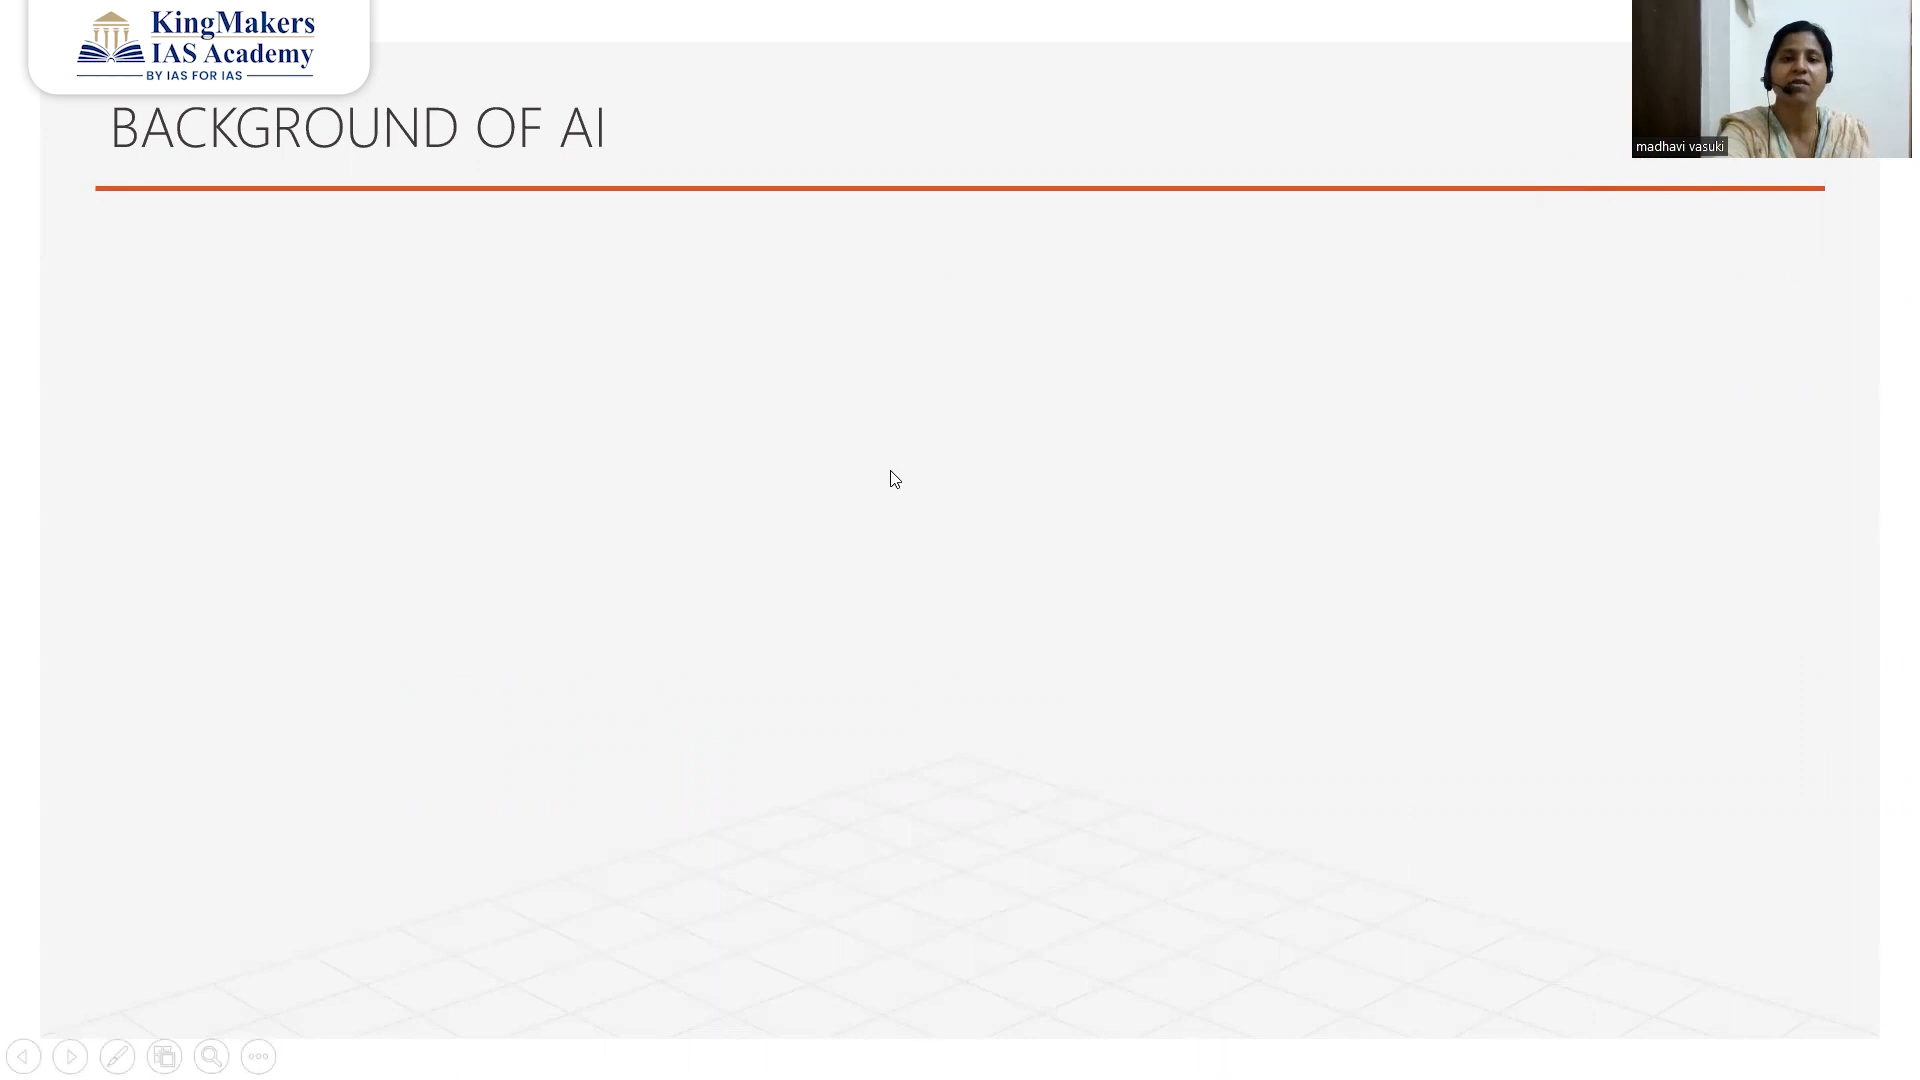 KingMakers
IAS Academy
BY IAS FOR IAS
BACKGROUND OF AI
madhavi vasuki